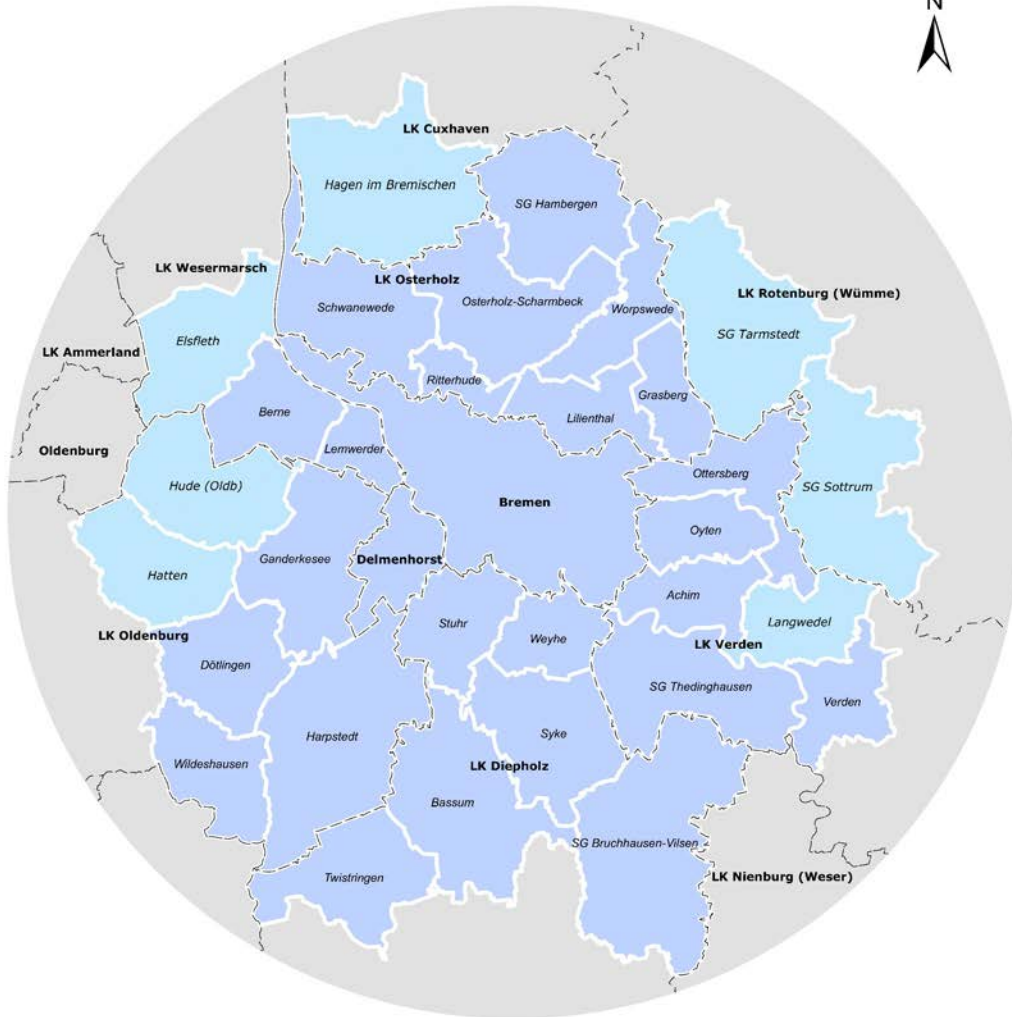 N
LK Cuxhaven
Hagen im Bremischen
SG Hambergen
LK Wesermarsch
LK Osterholz
LK Rotenburg (Wümme)
Schwanewede
Osterholz-Scharmbeck
Worpswede
SG Tarmstedt
Elsfleth
LK Ammerland
Ritterhude
Grasberg
Berne
Lilienthal
Oldenburg
Lemwerder
Ottersberg
Hude (Oldb)
SG Sottrum
Bremen
Oyten
Ganderkesee
Delmenhorst
Hatten
Achim
Stuhr
Langwedel
LK Oldenburg
Weyhe
LK Verden
Dötlingen
SG Thedinghausen
Verden
Harpstedt
Syke
Wildeshausen
LK Diepholz
Bassum
SG Bruchhausen-Vilsen
Twistringen
LK Nienburg (Weser)